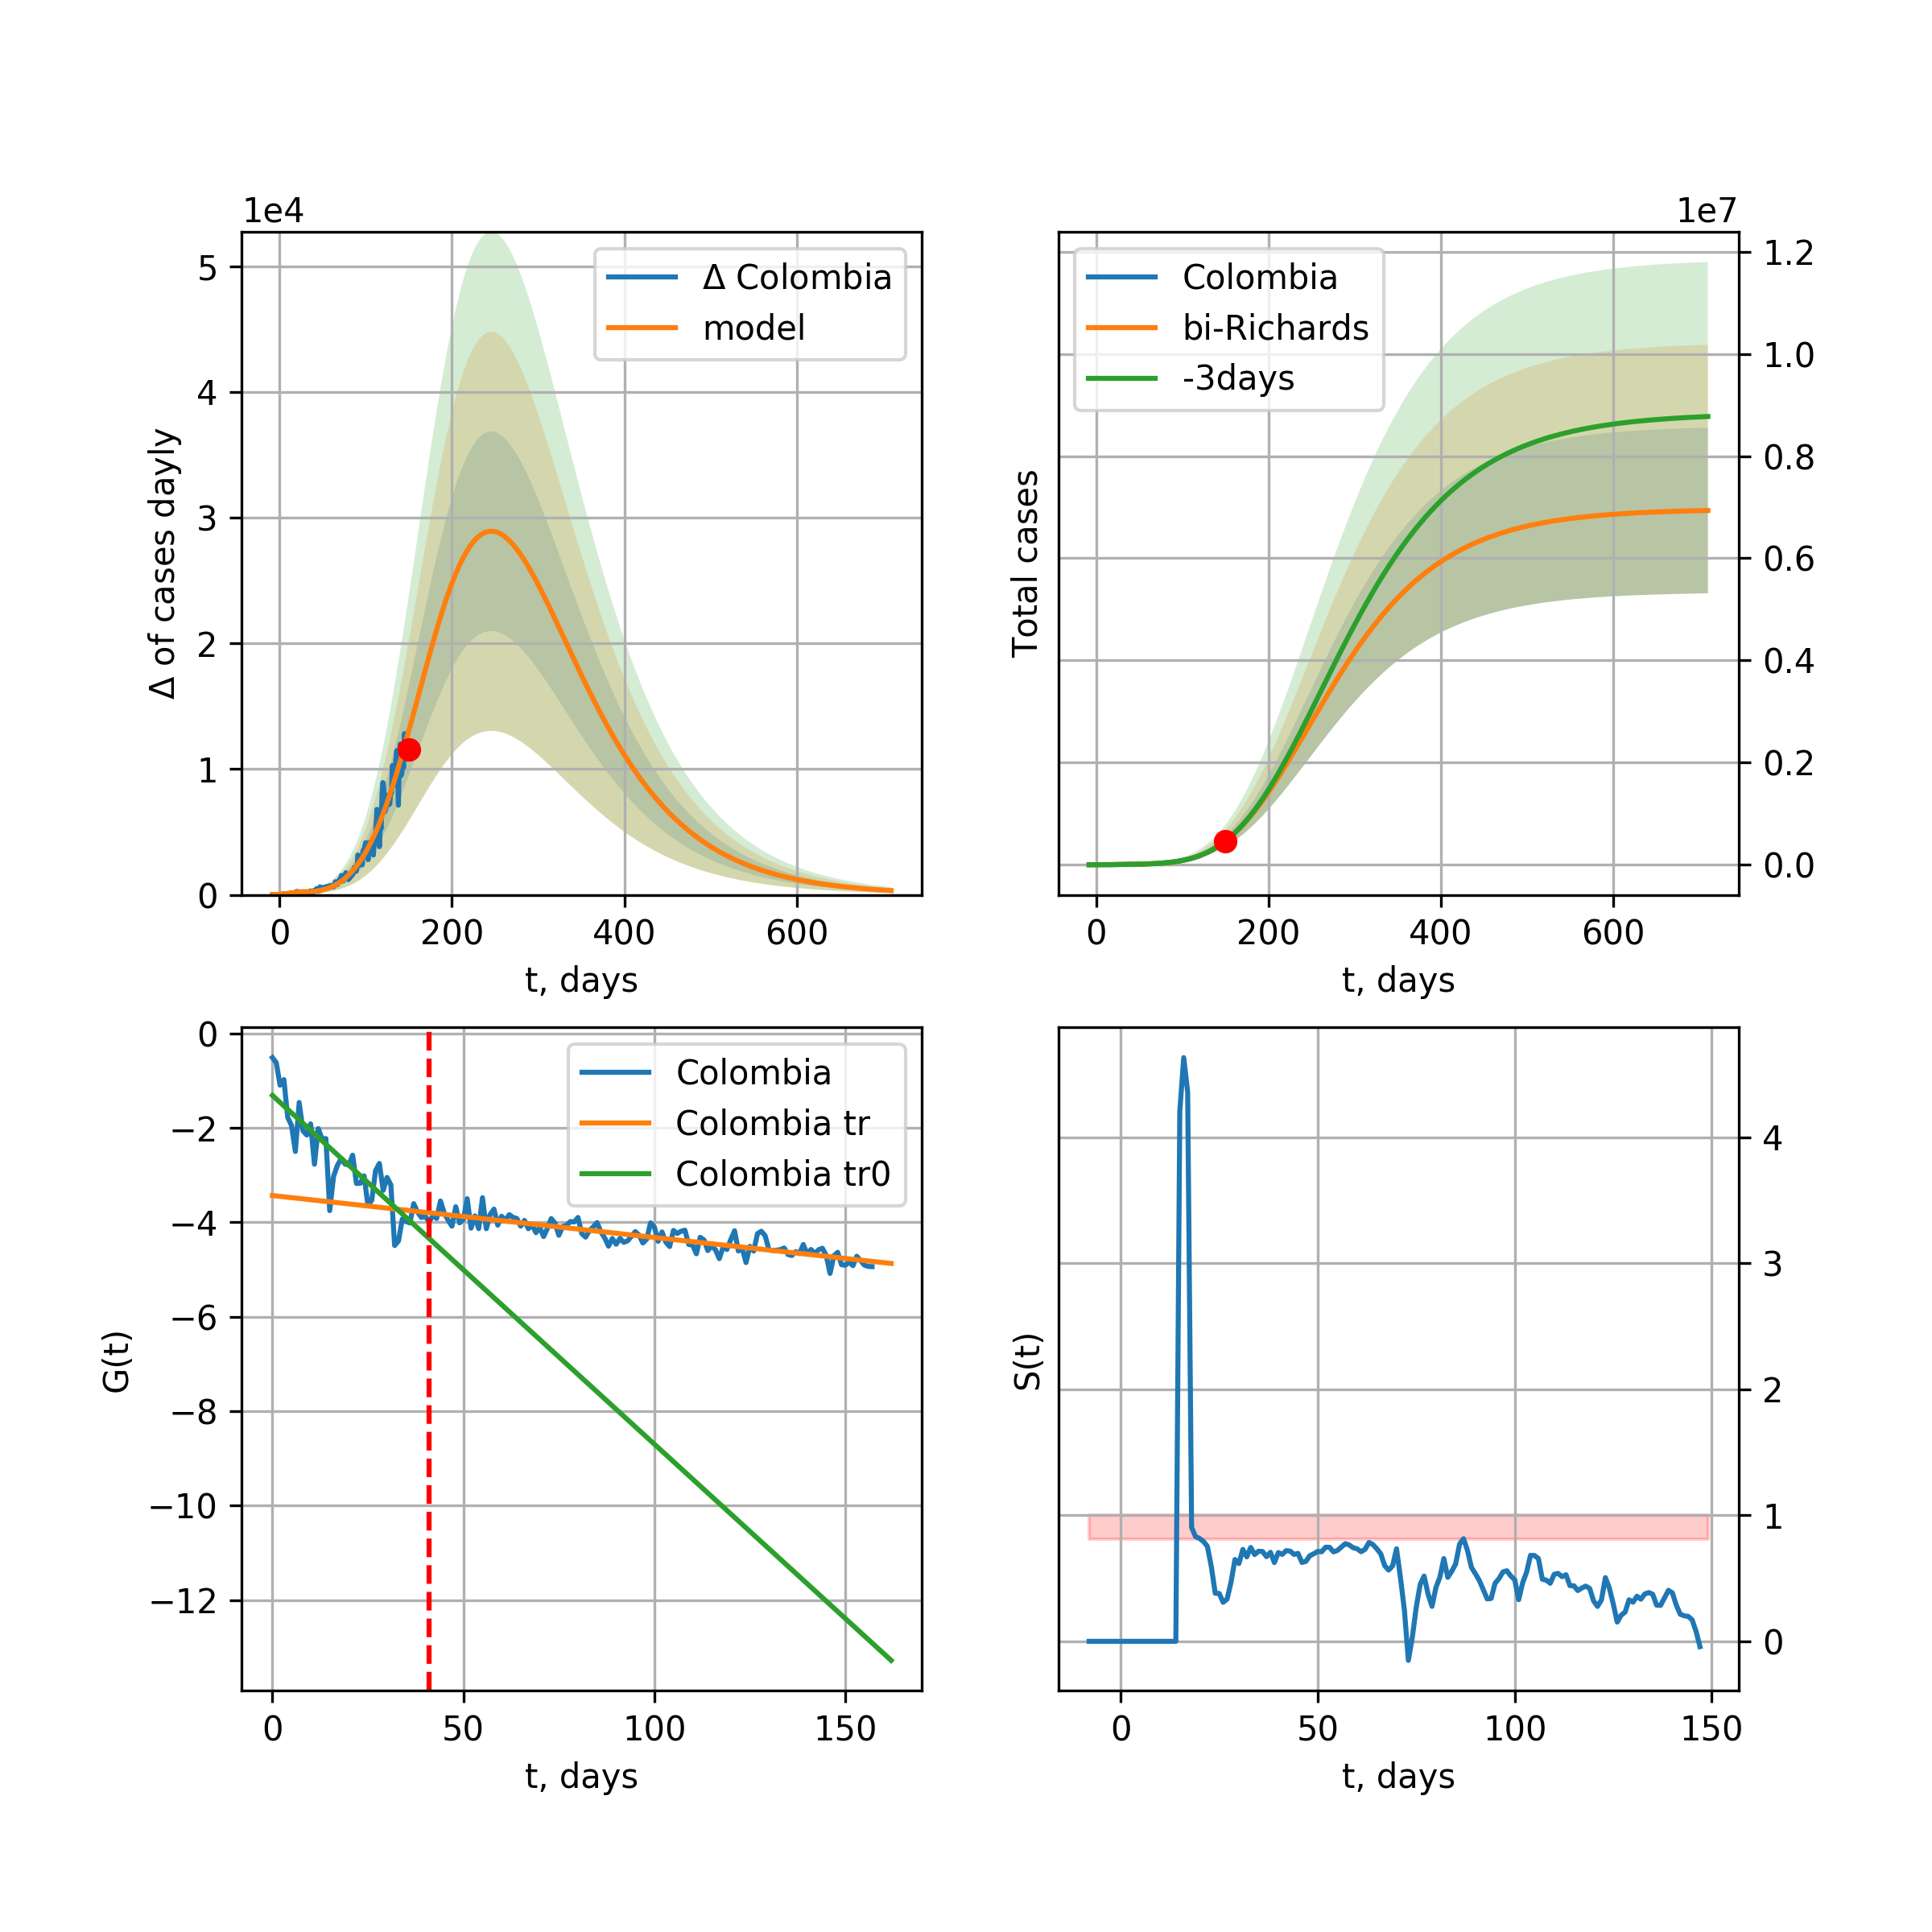 1e4
5
4
3
2
1
0
Δ of cases dayly
0 200 400 600
t, days
Δ Colombia
model
1e7
1.2
1.0
0.8
0.6
0.4
0.2
0.0
Total cases
0 200 400 600
t, days
Colombia
bi-Richards
-3days
0
−2
−4
−6
−8
−10
−12
G(t)
0 50 100 150
t, days
Colombia
Colombia tr
Colombia tr0
4
3
2
1
0
S(t)
0 50 100 150
t, days